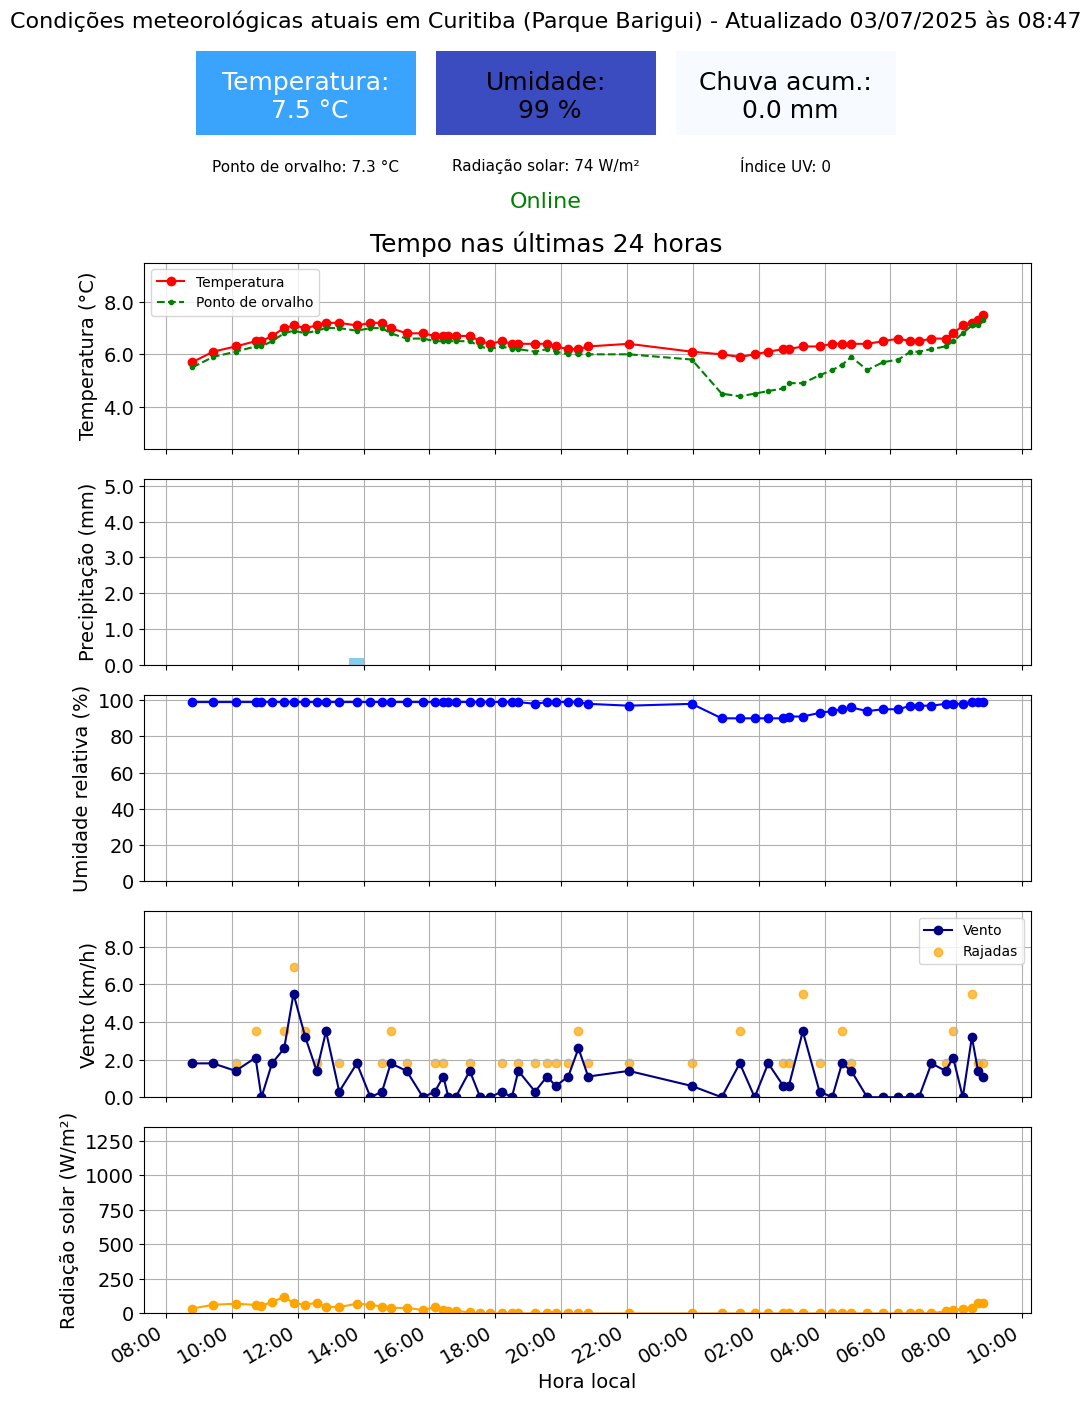 Condições meteorológicas atuais em Curitiba (Parque Barigui) - Atualizado 03/07/2025 às 08:47
Temperatura:
7.5 °C
Umidade:
99 %
Chuva acum.:
0.0 mm
Ponto de orvalho: 7.3 °C
Radiação solar: 74 W/m²
Índice UV: 0
Online
Tempo nas últimas 24 horas
Temperatura (°C)
8.0
6.0
4.0
Temperatura
Ponto de orvalho
Precipitação (mm)
5.0
4.0
3.0
2.0
1.0
0.0
Umidade relativa (%)
100
80
60
40
20
0
Vento (km/h)
8.0
6.0
4.0
2.0
0.0
Vento
Rajadas
Radiação solar (W/m²)
1250
1000
750
500
250
0
08:00
10:00
12:00
14:00
16:00
18:00
20:00
22:00
00:00
02:00
04:00
06:00
08:00
10:00
Hora local